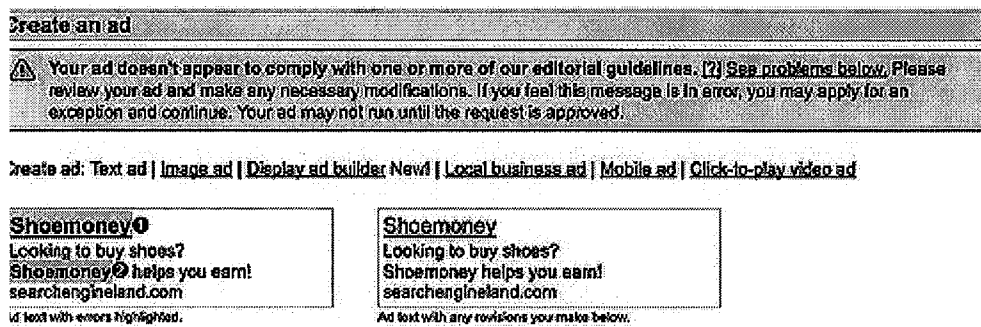 Create an ad
Your ad doesn't appear to comply with one or more of our editorial guidelines. [?] See problems below. Please
review your ad and make any necessary modifications. If you feel this message is in error, you may apply for an
exception and continue. Your ad may not run until the request is approved.
Create ad: Text ad | Image ad | Display ad builder New! | Local business ad | Mobile ad | Click-to-play video ad
Shoemoney❶
Looking to buy shoes?
Shoemoney❷ helps you earn!
searchengineland.com
Ad text with errors highlighted.
Shoemoney
Looking to buy shoes?
Shoemoney helps you earn!
searchengineland.com
Ad text with any revisions you make below.